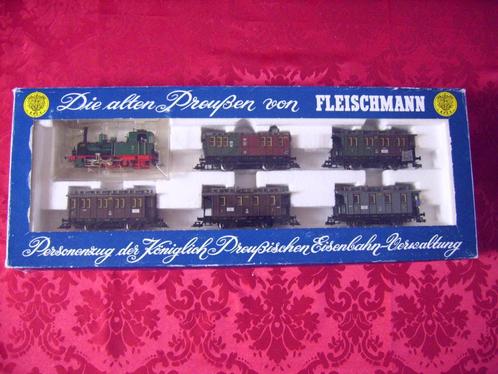 Die alten Preußen von FLEISCHMANN
Personenzug der Königlich Preußischen Eisenbahn-Verwaltung